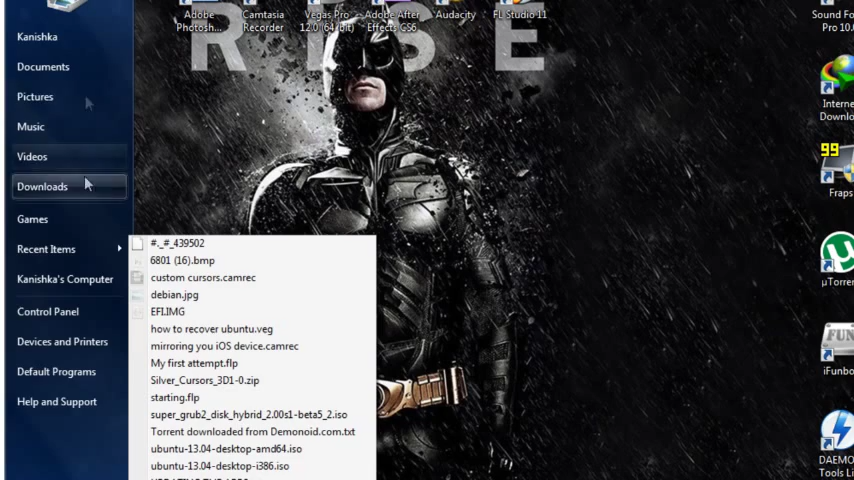 Adobe
Photosh...
Camtasia
Recorder
Vegas Pro
12.0 (64 bit)
Adobe After
Effects CS6
Audacity
FL Studio 11
Sound Fo
Pro 10.
RISE
Kanishka
Documents
Pictures
Music
Videos
Downloads
Games
Recent Items
Kanishka's Computer
Control Panel
Devices and Printers
Default Programs
Help and Support
#._#_439502
6801 (16).bmp
custom cursors.camrec
debian.jpg
EFI.IMG
how to recover ubuntu.veg
mirroring you iOS device.camrec
My first attempt.flp
Silver_Cursors_3D1-0.zip
starting.flp
super_grub2_disk_hybrid_2.00s1-beta5_2.iso
Torrent downloaded from Demonoid.com.txt
ubuntu-13.04-desktop-amd64.iso
ubuntu-13.04-desktop-i386.iso
Interne
Downlo
99
Fraps
µTorren
FUN
iFunbo
DAEMO
Tools Li